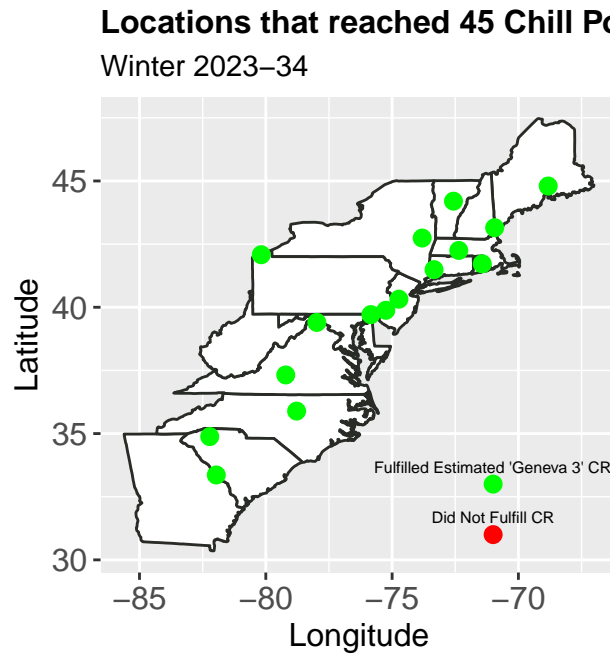 Locations that reached 45 Chill Po
Winter 2023–34
45
40
35
30
Latitude
Fulfilled Estimated 'Geneva 3' CR
Did Not Fulfill CR
−85 −80 −75 −70
Longitude